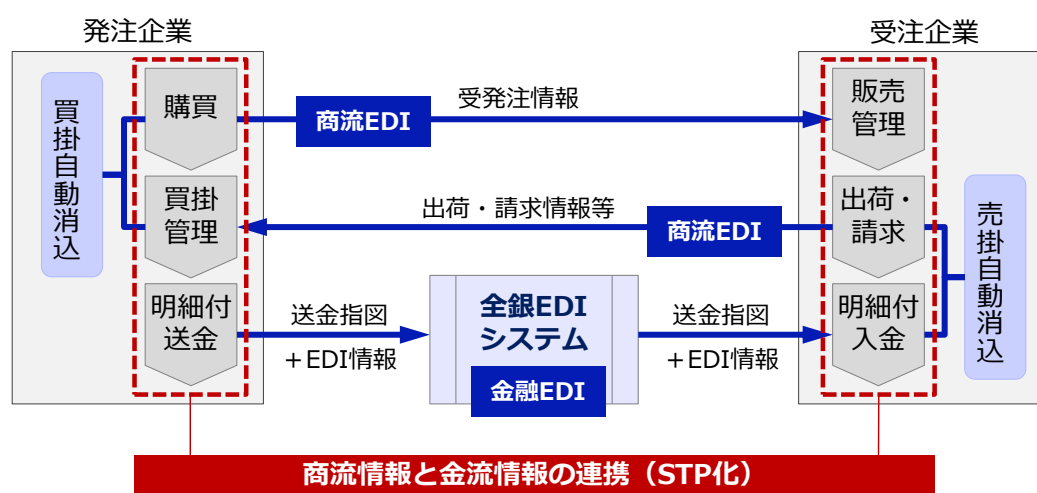 発注企業
受注企業
買掛自動消込
購買
商流EDI
受発注情報
販売
管理
買掛
管理
出荷・請求情報等
商流EDI
出荷・
請求
売掛自動消込
明細付
送金
送金指図
+EDI情報
全銀EDI
システム
金融EDI
送金指図
+EDI情報
明細付
入金
商流情報と金流情報の連携（STP化）